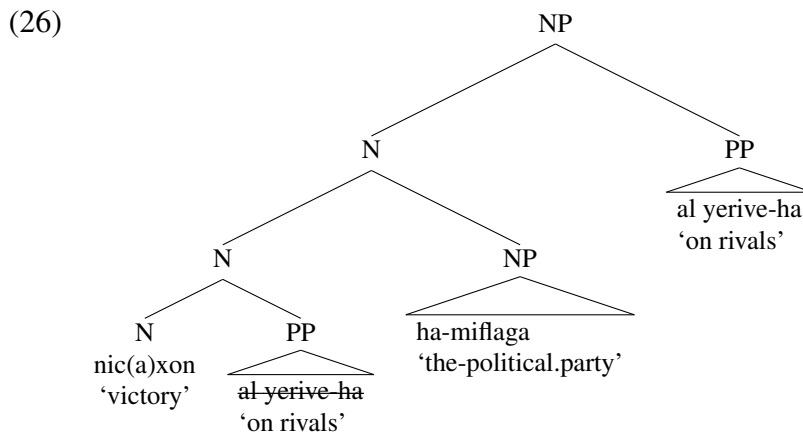 (26)
NP
N
PP
al yerive-ha
‘on rivals’
N
NP
ha-miflaga
‘the-political.party’
N
PP
nic(a)xon
‘victory’
al yerive-ha
‘on rivals’